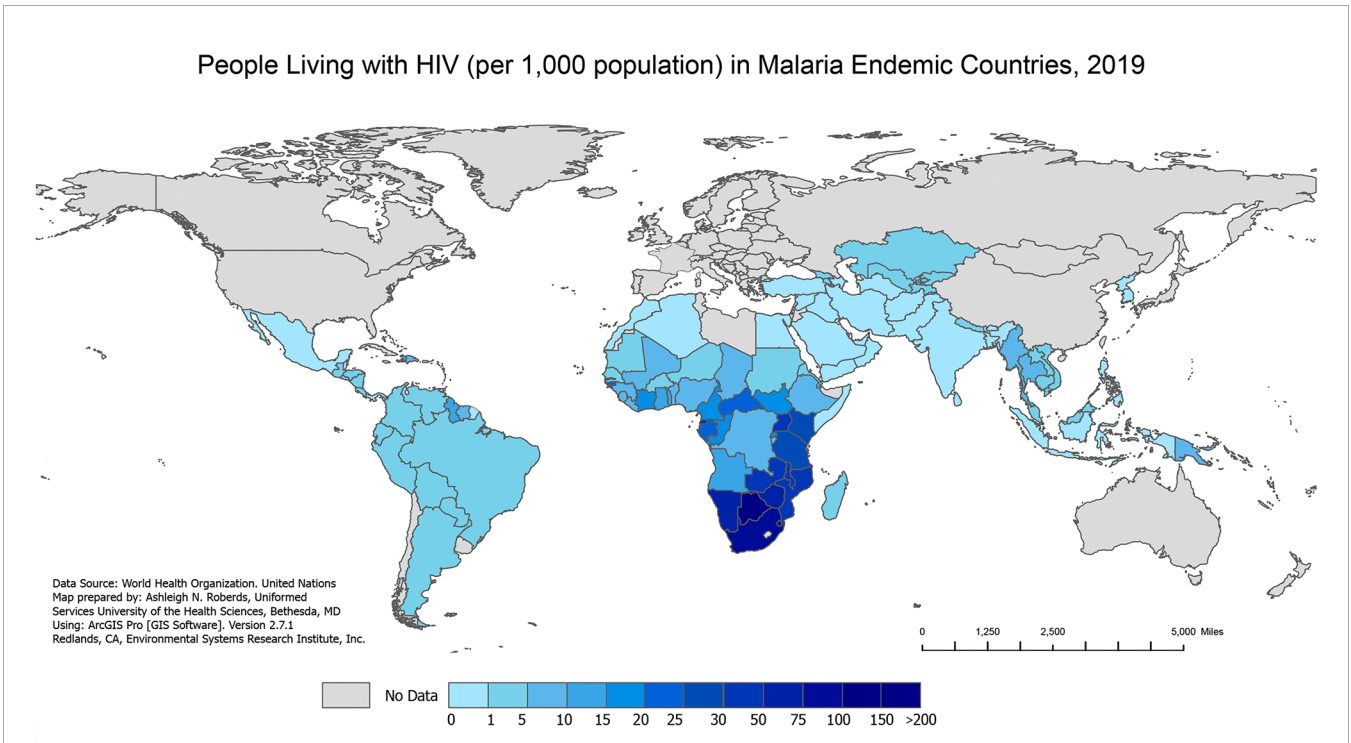 People Living with HIV (per 1,000 population) in Malaria Endemic Countries, 2019
Data Source: World Health Organization. United Nations
Map prepared by: Ashleigh N. Roberds, Uniformed
Services University of the Health Sciences, Bethesda, MD
Using: ArcGIS Pro [GIS Software]. Version 2.7.1
Redlands, CA, Environmental Systems Research Institute, Inc.
0 1,250 2,500 5,000 Miles
No Data
0 1 5 10 15 20 25 30 50 75 100 150 >200